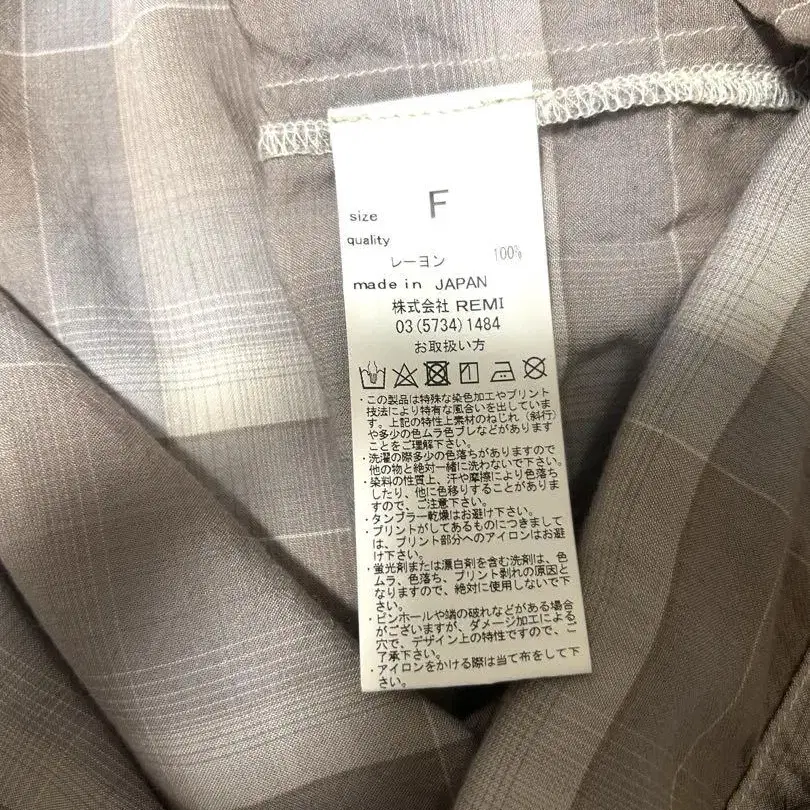 size F
quality
レーヨン 100%
made in JAPAN
株式会社 REMI
03(5734)1484
お取扱い方
・この製品は特殊な染色加工やプリント
技法により特有な風合いを出していま
す。上記の特性上素材のねじれ（斜行）
や多少の色ムラ色ブレなどがあります
ことをご理解下さい。
・洗濯の際多少の色落ちがありますので
他の物と絶対一緒に洗わないで下さい。
・染料の性質上、汗や摩擦により色落ち
したり、他に色移りすることがありま
すので、ご注意下さい。
・タンブラー乾燥はお避け下さい。
・プリントがしてあるものにつきまして
は、プリント部分へのアイロンはお避
け下さい。
・蛍光剤または漂白剤を含む洗剤は、色
ムラ、色落ち、プリント剥れの原因と
なりますので、絶対に使用しないで下
さい。
・ピンホールや端の破れなどがある場合
がございますが、ダメージ加工による
穴で、デザイン上の特性ですので、ご
了承下さい。
・アイロンをかける際は当て布をして下
さい。